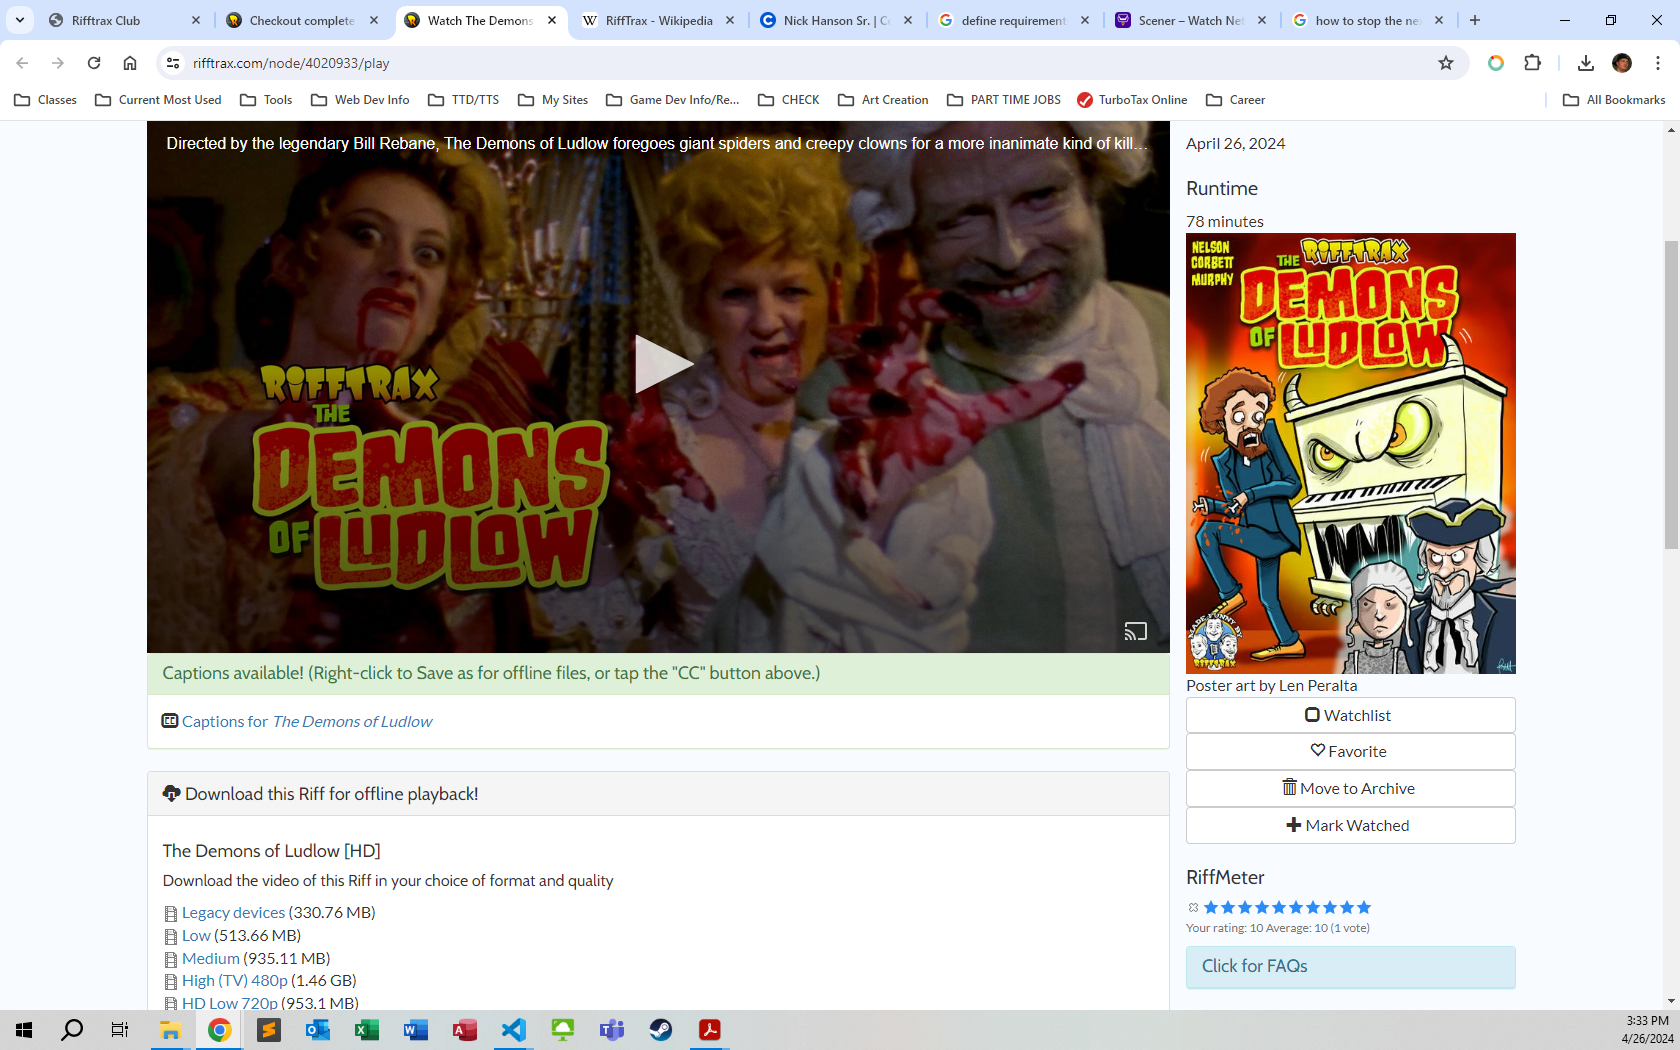 Rifftrax Club
Checkout complete
Watch The Demons
RiffTrax - Wikipedia
Nick Hanson Sr. | Co
define requirement
Scener – Watch Net
how to stop the ne
rifftrax.com/node/4020933/play
Classes
Current Most Used
Tools
Web Dev Info
TTD/TTS
My Sites
Game Dev Info/Re...
CHECK
Art Creation
PART TIME JOBS
TurboTax Online
Career
All Bookmarks
Directed by the legendary Bill Rebane, The Demons of Ludlow foregoes giant spiders and creepy clowns for a more inanimate kind of kill...
RIFFTRAX
THE
DEMONS
OF LUDLOW
Captions available! (Right-click to Save as for offline files, or tap the "CC" button above.)
CC Captions for The Demons of Ludlow
Download this Riff for offline playback!
The Demons of Ludlow [HD]
Download the video of this Riff in your choice of format and quality
Legacy devices (330.76 MB)
Low (513.66 MB)
Medium (935.11 MB)
High (TV) 480p (1.46 GB)
HD Low 720p (953.1 MB)
April 26, 2024
Runtime
78 minutes
NELSON
CORBETT
MURPHY
THE RIFFTRAX
DEMONS
OF LUDLOW
MADE FUNNY BY
RIFFTRAX
Poster art by Len Peralta
Watchlist
Favorite
Move to Archive
Mark Watched
RiffMeter
Your rating: 10 Average: 10 (1 vote)
Click for FAQs
3:33 PM
4/26/2024